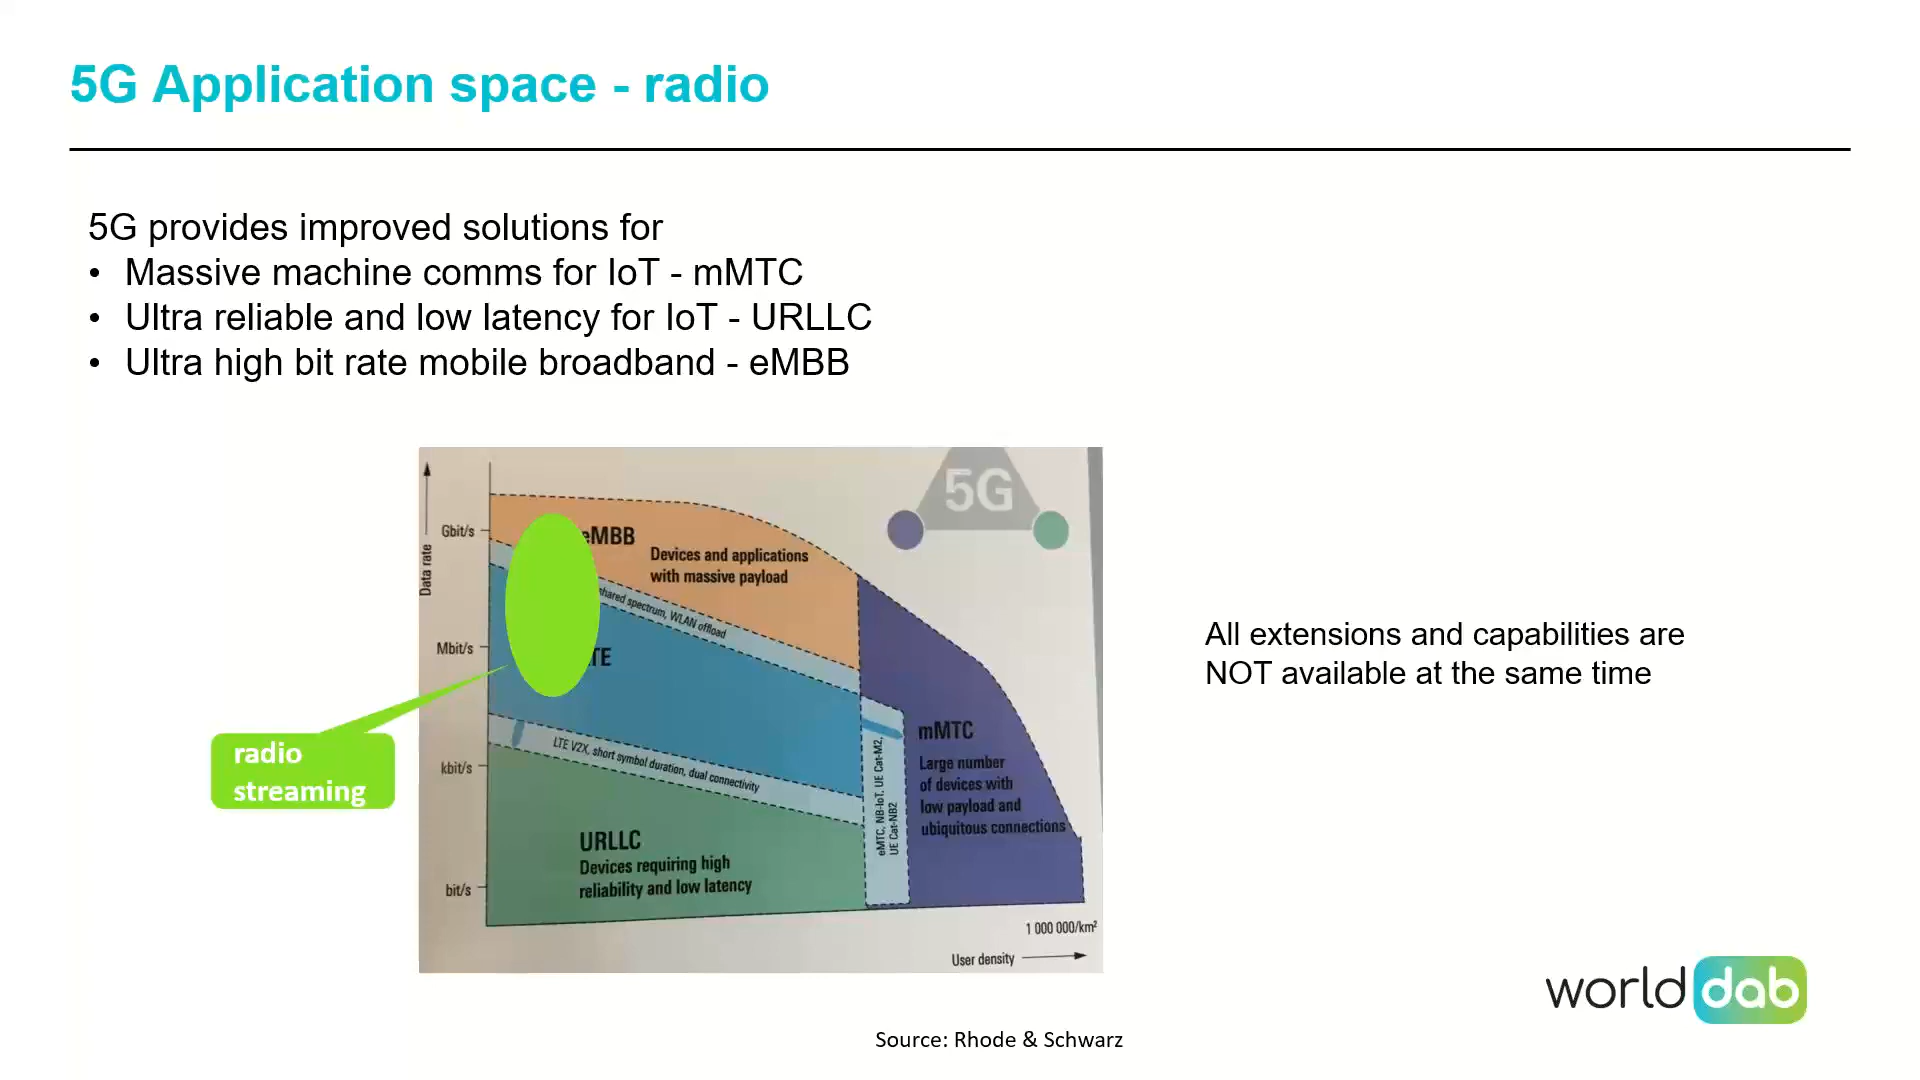 5G Application space - radio
5G provides improved solutions for
• Massive machine comms for IoT - mMTC
• Ultra reliable and low latency for IoT - URLLC
• Ultra high bit rate mobile broadband - eMBB
5G
Data rate
Gbit/s
Mbit/s
kbit/s
bit/s
eMBB
Devices and applications
with massive payload
shared spectrum, WLAN offload
TE
LTE V2X, short symbol duration, dual connectivity
URLLC
Devices requiring high
reliability and low latency
eMTC, NB-IoT, UE Cat-M2,
UE Cat-NB2
mMTC
Large number
of devices with
low payload and
ubiquitous connections
1 000 000/km²
User density
radio
streaming
All extensions and capabilities are
NOT available at the same time
world dab
Source: Rhode & Schwarz